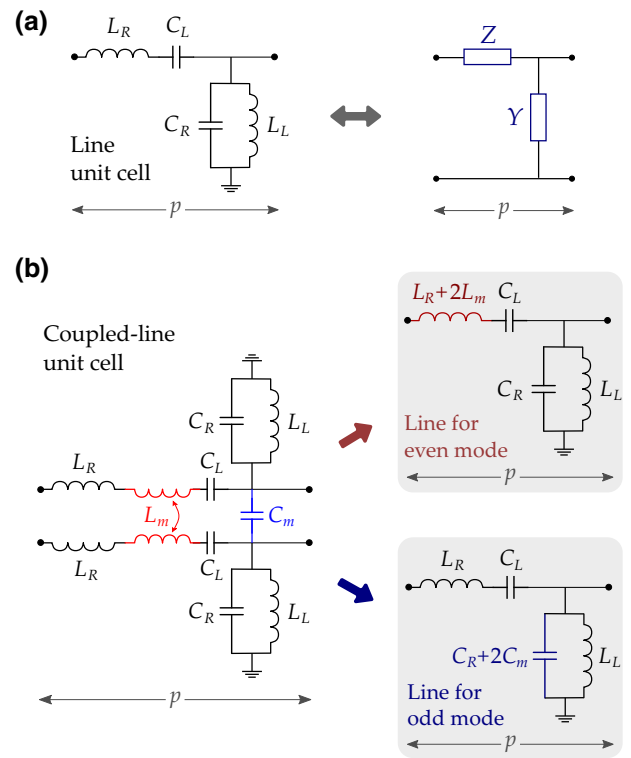 (a)
L_R C_L
C_R L_L
Line
unit cell
p
Z
Y
p
(b)
Coupled-line
unit cell
C_R L_L
L_R C_L
L_m C_m
L_R C_L
C_R L_L
p
L_R+2L_m C_L
C_R L_L
Line for
even mode
p
L_R C_L
C_R+2C_m L_L
Line for
odd mode
p